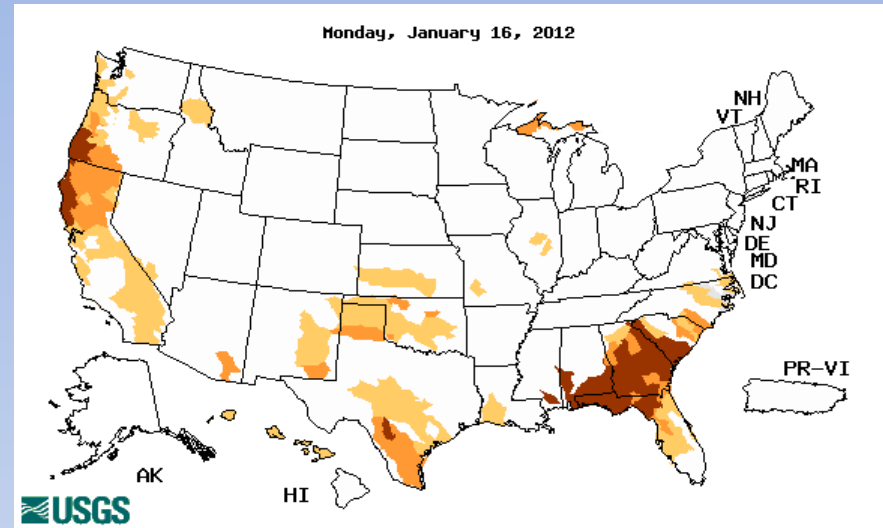 Monday, January 16, 2012
NH
VT
MA
RI
CT
NJ
DE
MD
DC
PR-VI
AK
HI
USGS